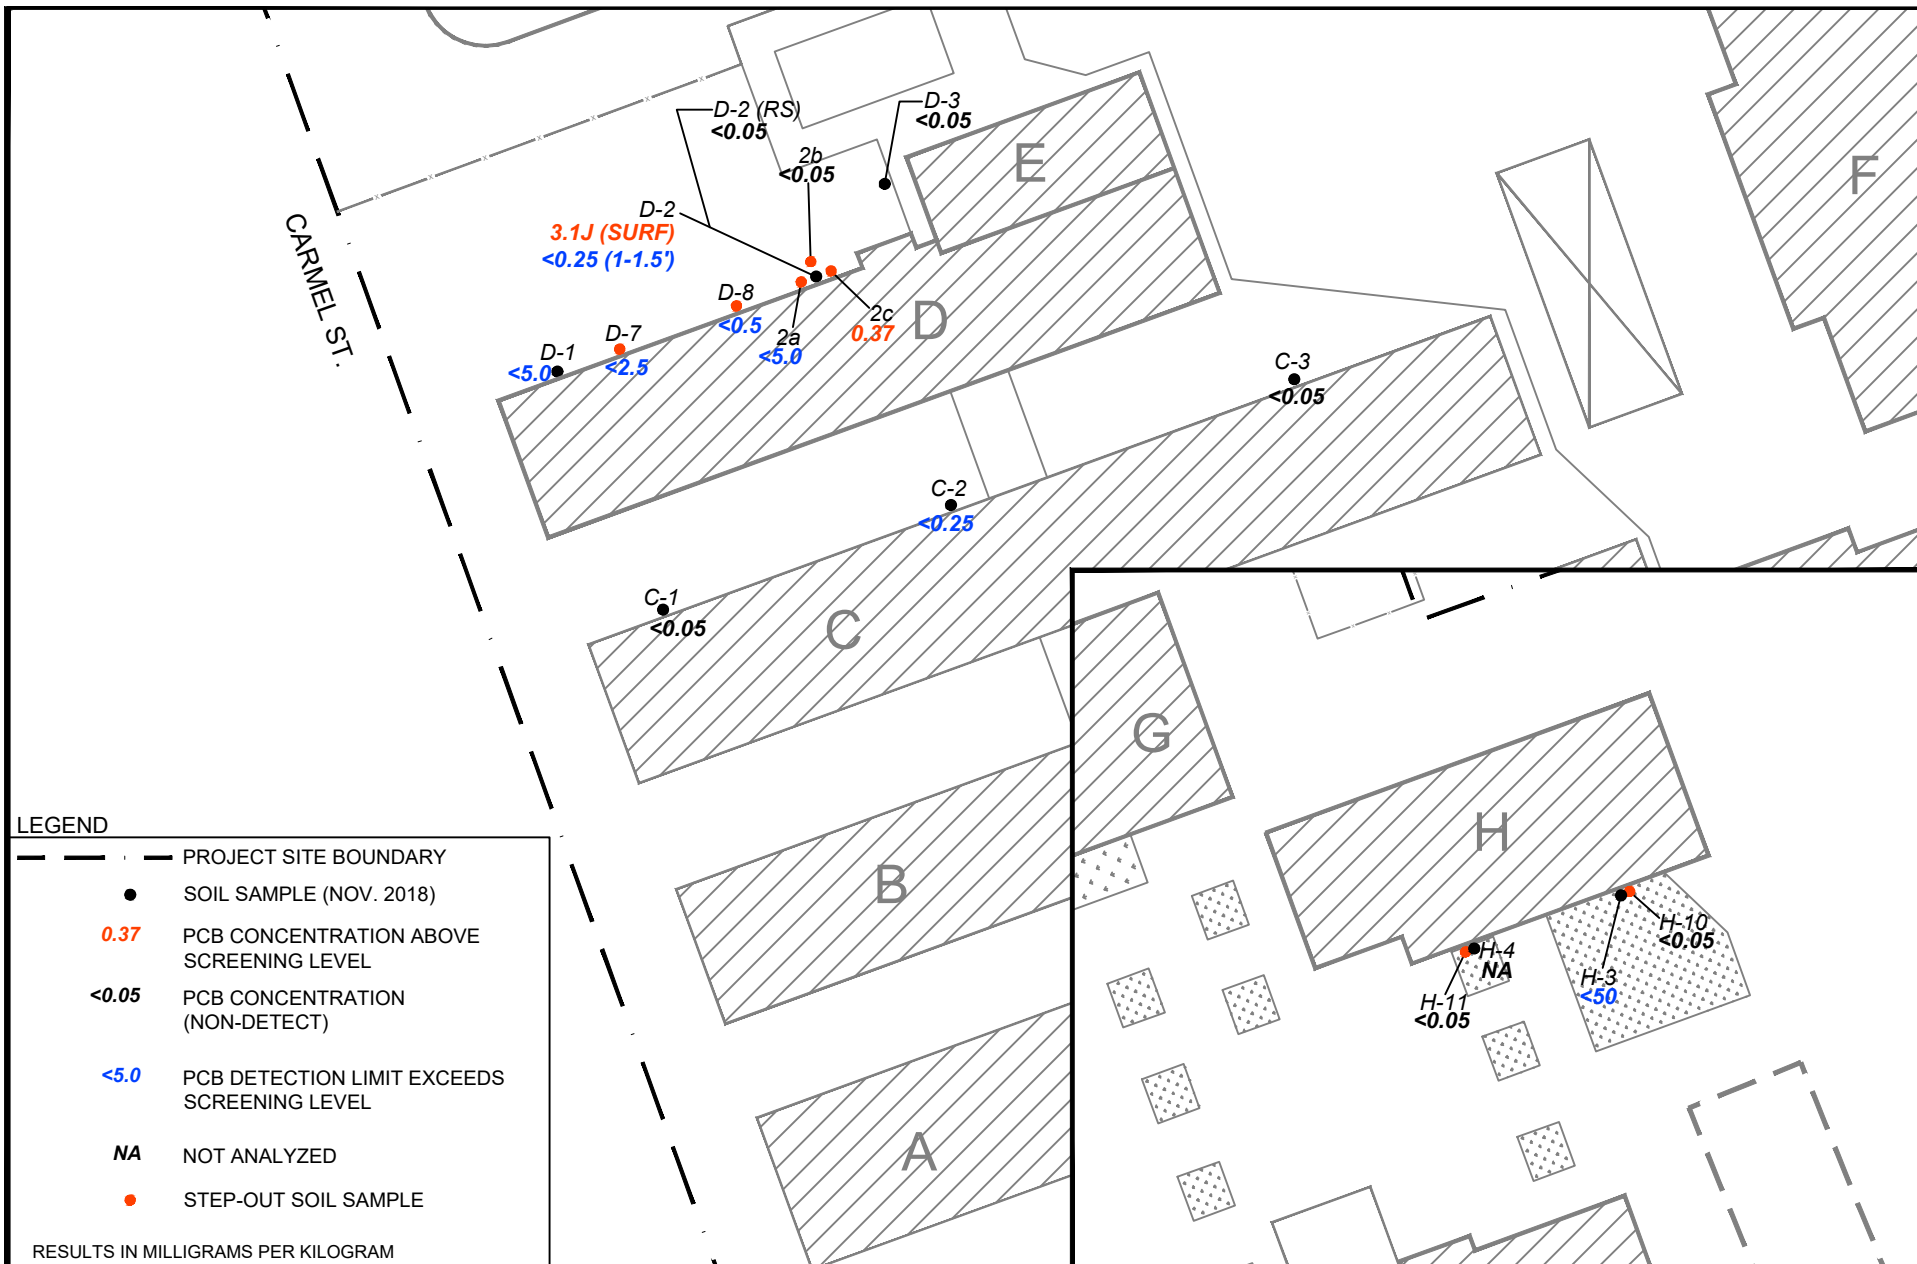 D-2 (RS)
<0.05
D-3
<0.05
2b
<0.05
E
F
D-2
3.1J (SURF)
<0.25 (1-1.5')
CARMEL ST.
D-8
<0.5
2c
0.37
D
2a
<5.0
D-7
<2.5
D-1
<5.0
C-3
<0.05
C-2
<0.25
C-1
<0.05
C
G
H
B
H-10
<0.05
H-4
NA
H-3
<50
H-11
<0.05
A
LEGEND
PROJECT SITE BOUNDARY
SOIL SAMPLE (NOV. 2018)
0.37 PCB CONCENTRATION ABOVE
SCREENING LEVEL
<0.05 PCB CONCENTRATION
(NON-DETECT)
<5.0 PCB DETECTION LIMIT EXCEEDS
SCREENING LEVEL
NA NOT ANALYZED
STEP-OUT SOIL SAMPLE
RESULTS IN MILLIGRAMS PER KILOGRAM